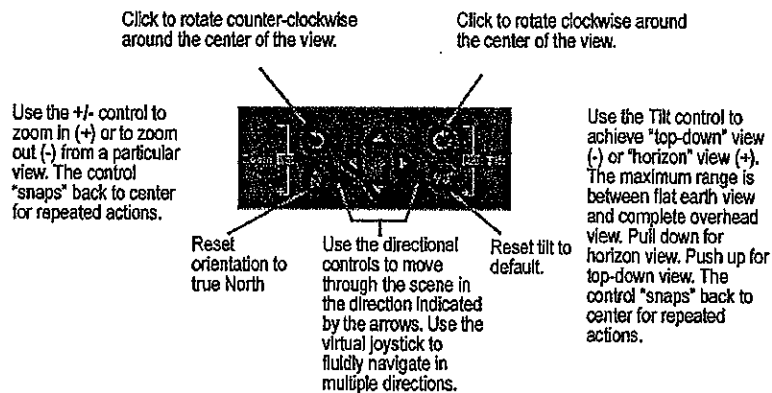 Click to rotate counter-clockwise
around the center of the view.
Click to rotate clockwise around
the center of the view.
Use the +/- control to
zoom in (+) or to zoom
out (-) from a particular
view. The control
"snaps" back to center
for repeated actions.
Use the Tilt control to
achieve "top-down" view
(-) or "horizon" view (+).
The maximum range is
between flat earth view
and complete overhead
view. Pull down for
horizon view. Push up for
top-down view. The
control "snaps" back to
center for repeated
actions.
Reset
orientation to
true North
Use the directional
controls to move
through the scene in
the direction indicated
by the arrows. Use the
virtual joystick to
fluidly navigate in
multiple directions.
Reset tilt to
default.